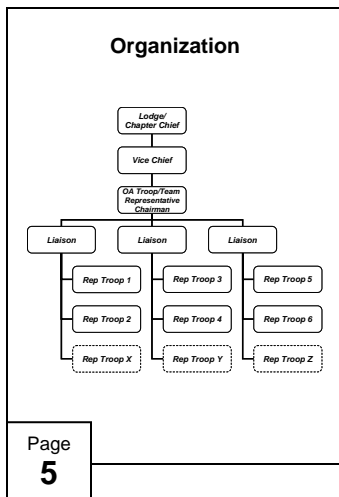 Organization
Lodge/
Chapter Chief
Vice Chief
OA Troop/Team
Representative
Chairman
Liaison
Liaison
Liaison
Rep Troop 1
Rep Troop 3
Rep Troop 5
Rep Troop 2
Rep Troop 4
Rep Troop 6
Rep Troop X
Rep Troop Y
Rep Troop Z
Page
5